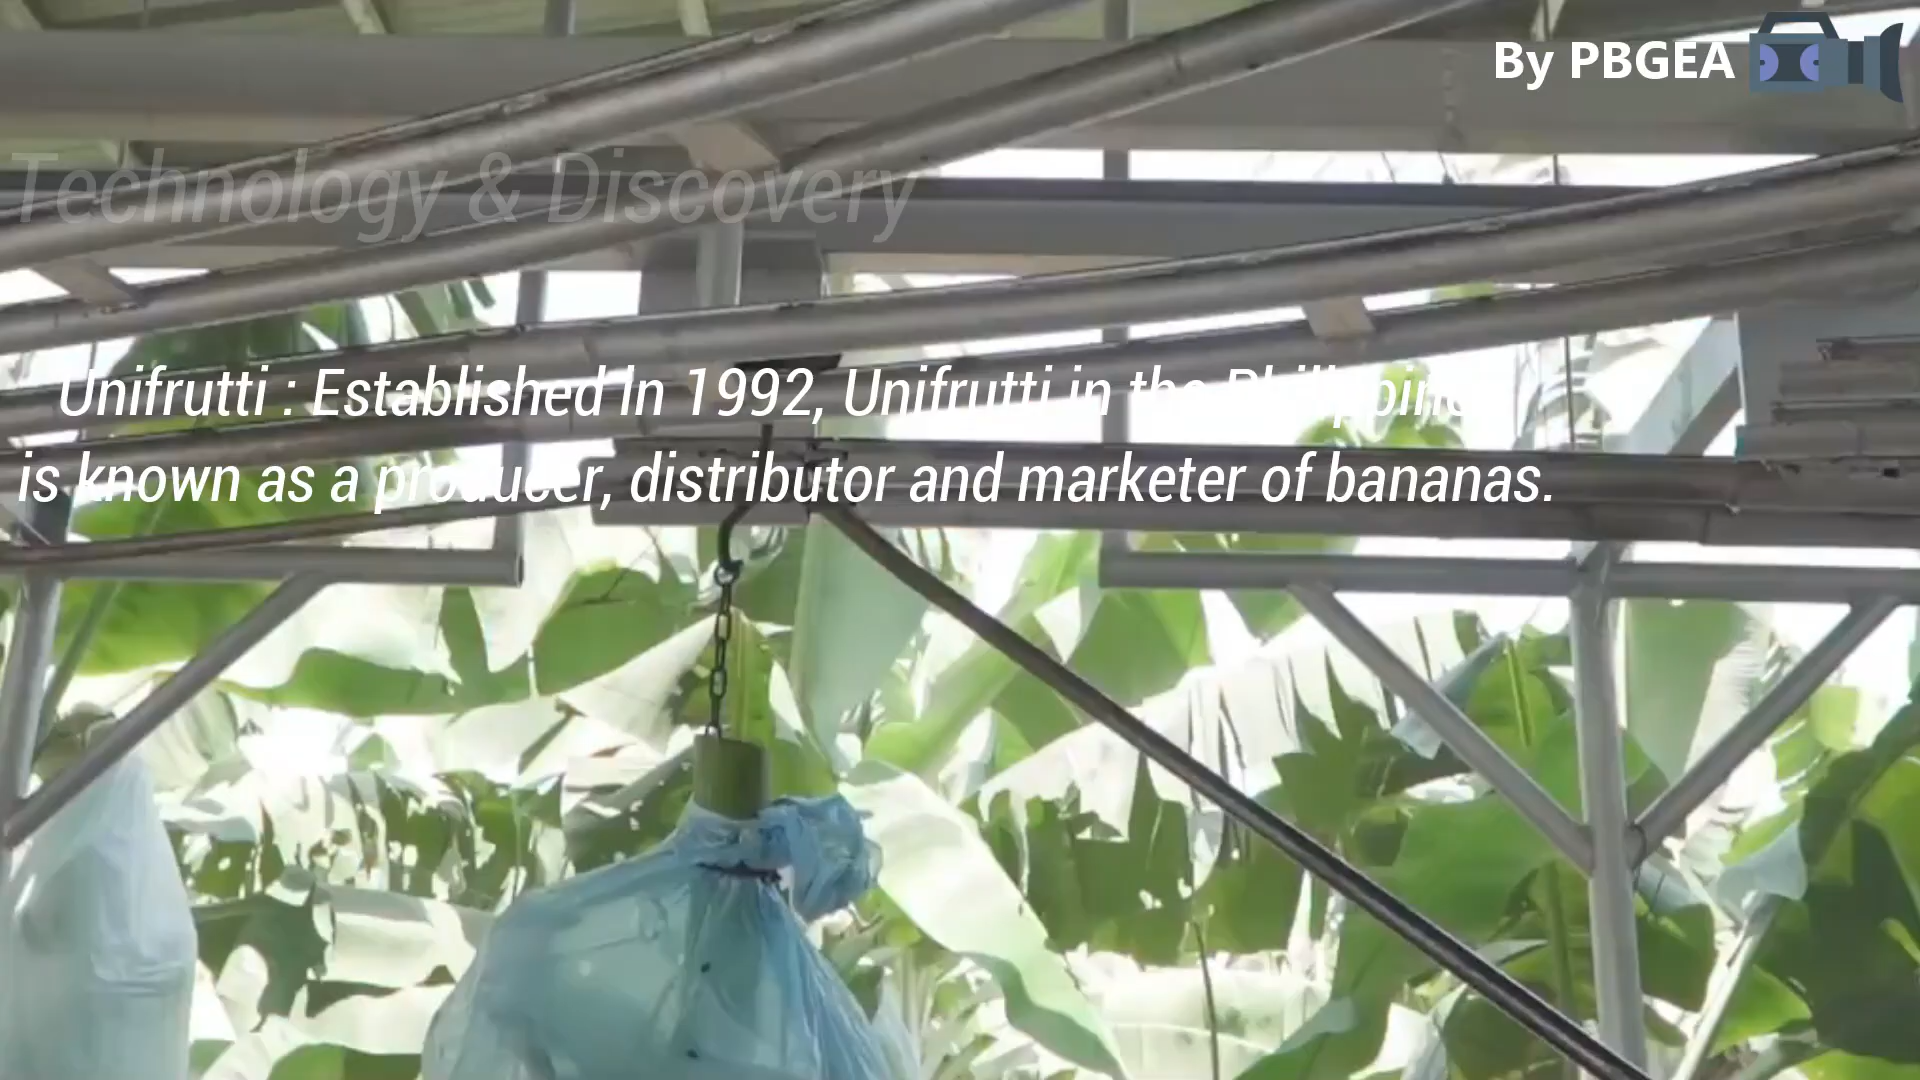 By PBGEA
Technology & Discovery
Unifrutti : Established in 1992, Unifrutti in the Philippines
is known as a producer, distributor and marketer of bananas.